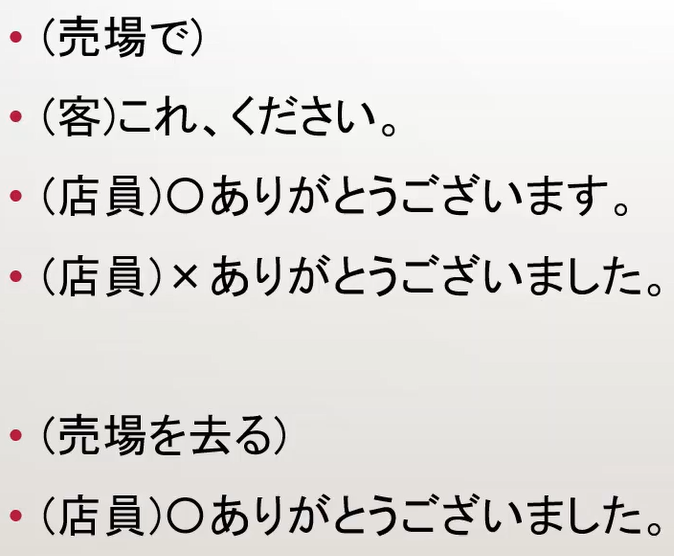 • (売場で)
• (客)これ、ください。
• (店員)○ありがとうございます。
• (店員)×ありがとうございました。
• (売場を去る)
• (店員)○ありがとうございました。